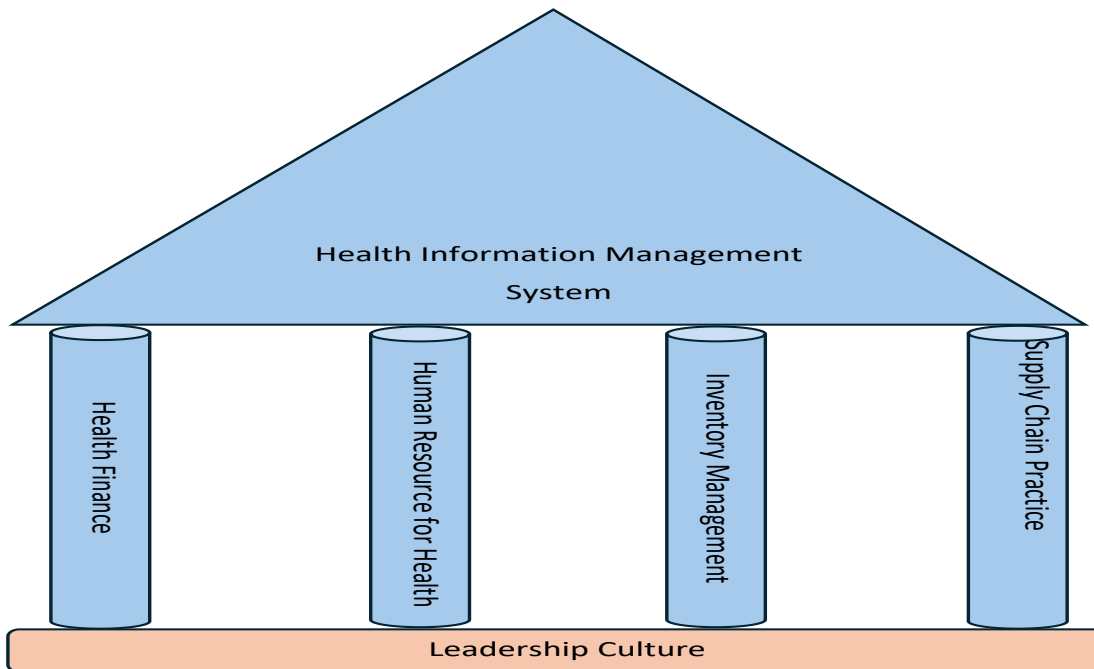 Health Information Management
System
Health Finance
Human Resource for Health
Inventory Management
Supply Chain Practice
Leadership Culture